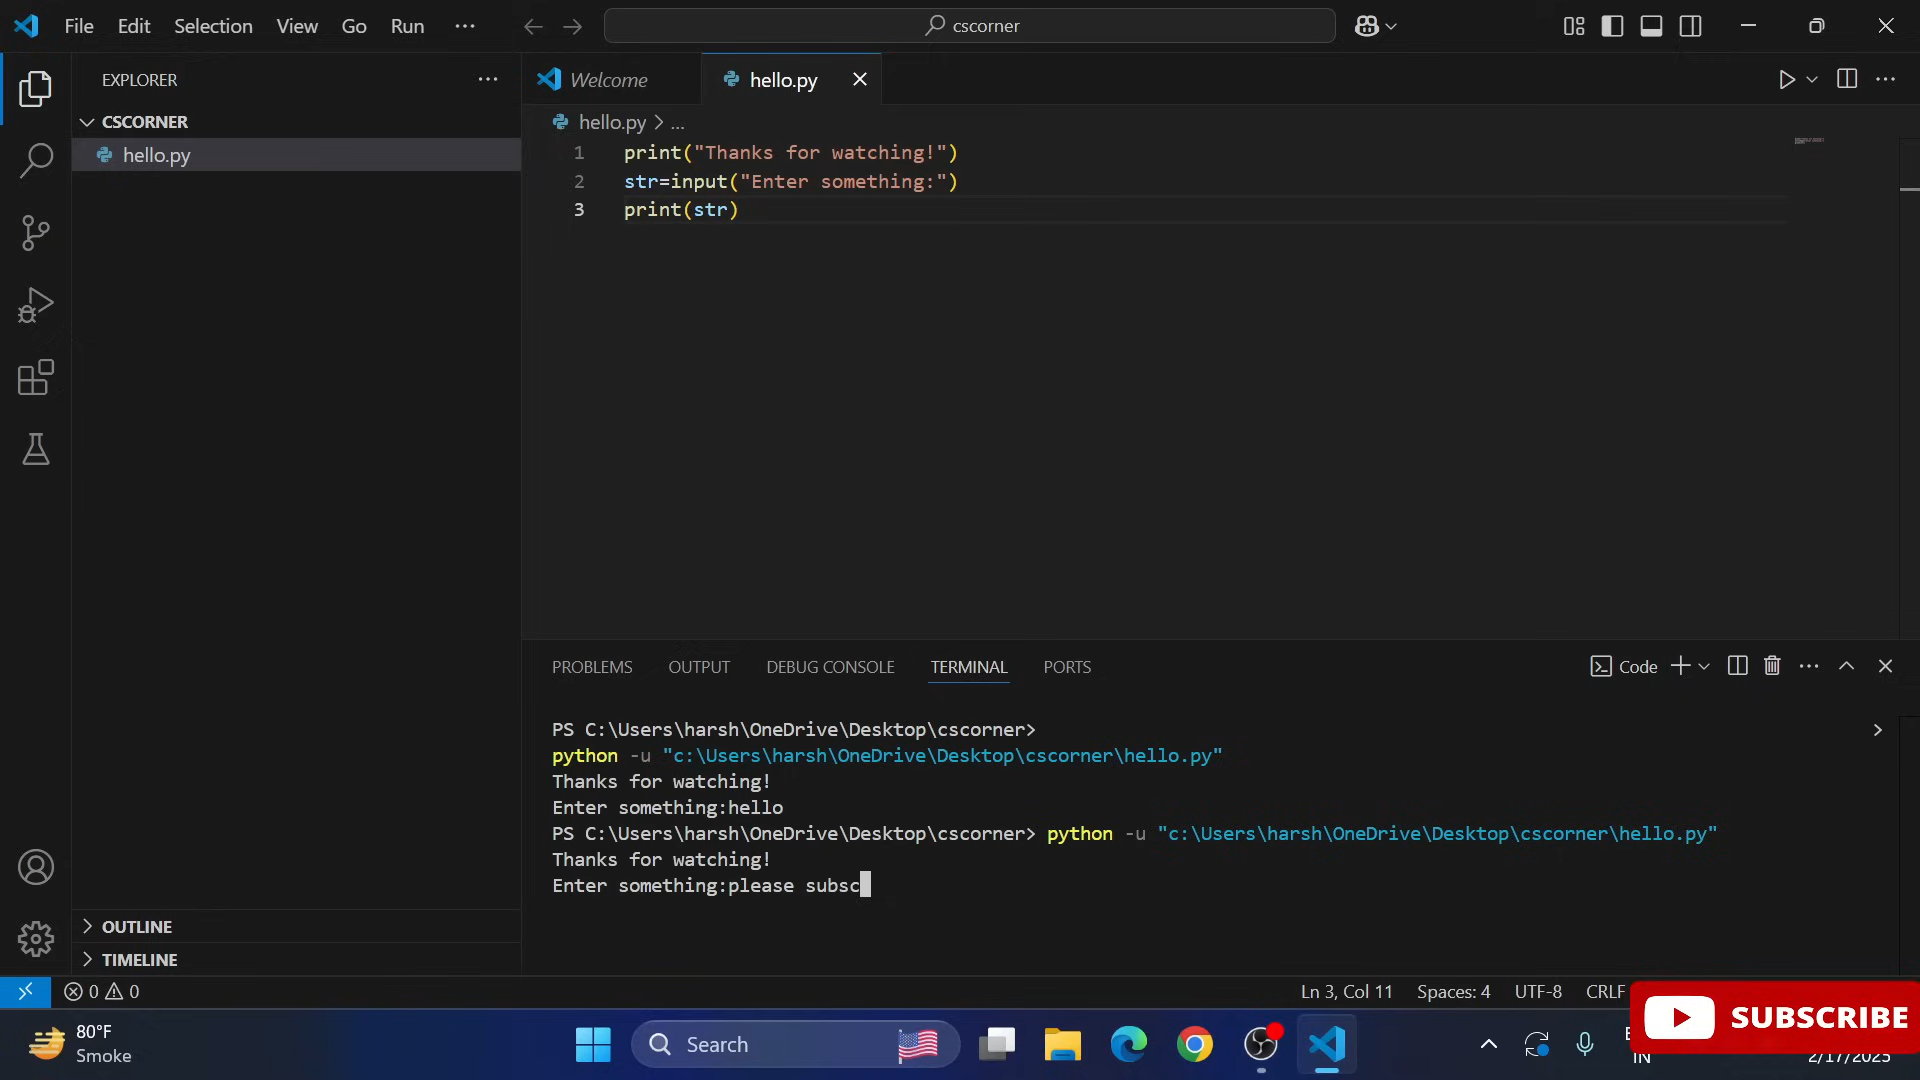 File Edit Selection View Go Run ... cscorner
EXPLORER ...
Welcome hello.py
CSCORNER
hello.py > ...
hello.py
1 print("Thanks for watching!")
2 str=input("Enter something:")
3 print(str)
PROBLEMS OUTPUT DEBUG CONSOLE TERMINAL PORTS Code
PS C:\Users\harsh\OneDrive\Desktop\cscorner>
python -u "c:\Users\harsh\OneDrive\Desktop\cscorner\hello.py"
Thanks for watching!
Enter something:hello
PS C:\Users\harsh\OneDrive\Desktop\cscorner> python -u "c:\Users\harsh\OneDrive\Desktop\cscorner\hello.py"
Thanks for watching!
Enter something:please subsc
OUTLINE
TIMELINE
0 0 Ln 3, Col 11 Spaces: 4 UTF-8 CRLF
SUBSCRIBE
80°F
Smoke
Search
IN
2/17/2025